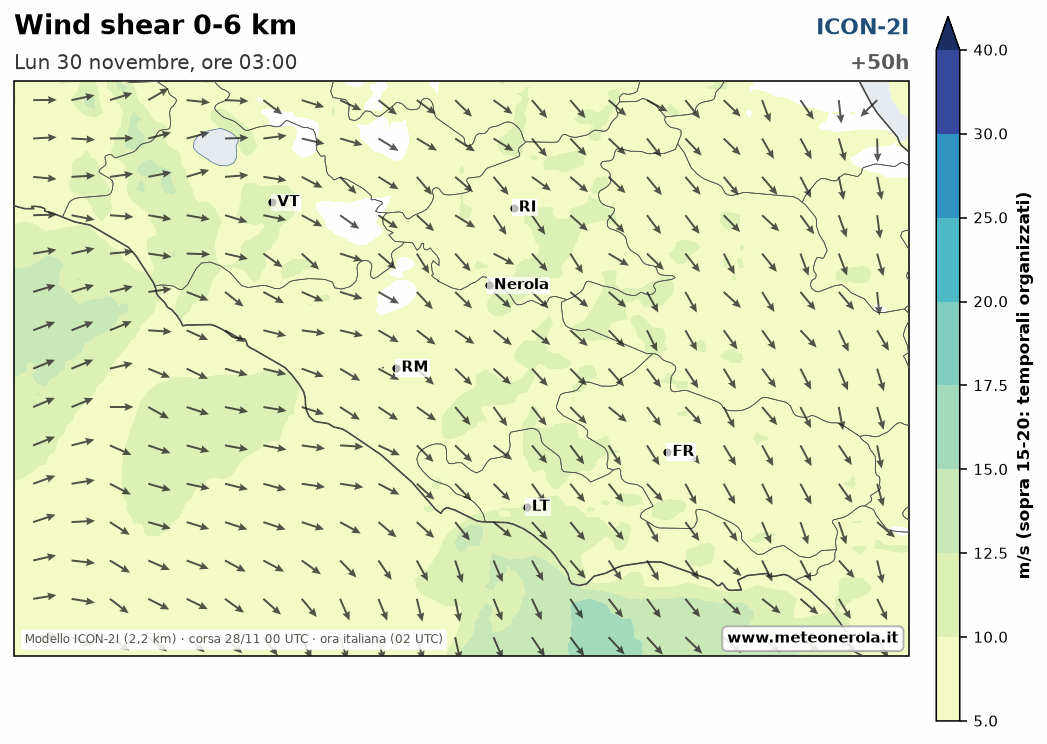 Wind shear 0-6 km
ICON-2I
Lun 30 novembre, ore 03:00
+50h
40.0
30.0
25.0
20.0
17.5
15.0
12.5
10.0
5.0
m/s (sopra 15-20: temporali organizzati)
VT
RI
Nerola
RM
FR
LT
Modello ICON-2I (2,2 km) · corsa 28/11 00 UTC · ora italiana (02 UTC)
www.meteonerola.it